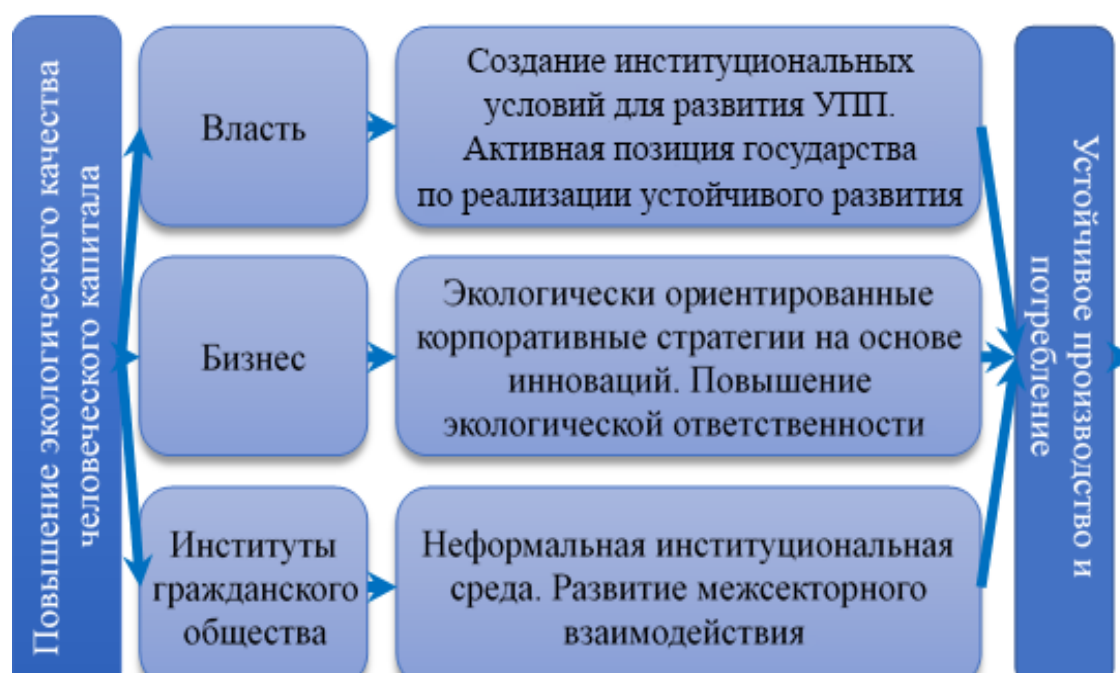 Повышение экологического качества
человеческого капитала
Власть
Создание институциональных
условий для развития УПП.
Активная позиция государства
по реализации устойчивого развития
Бизнес
Экологически ориентированные
корпоративные стратегии на основе
инноваций. Повышение
экологической ответственности
Институты
гражданского
общества
Неформальная институциональная
среда. Развитие межсекторного
взаимодействия
Устойчивое производство и
потребление